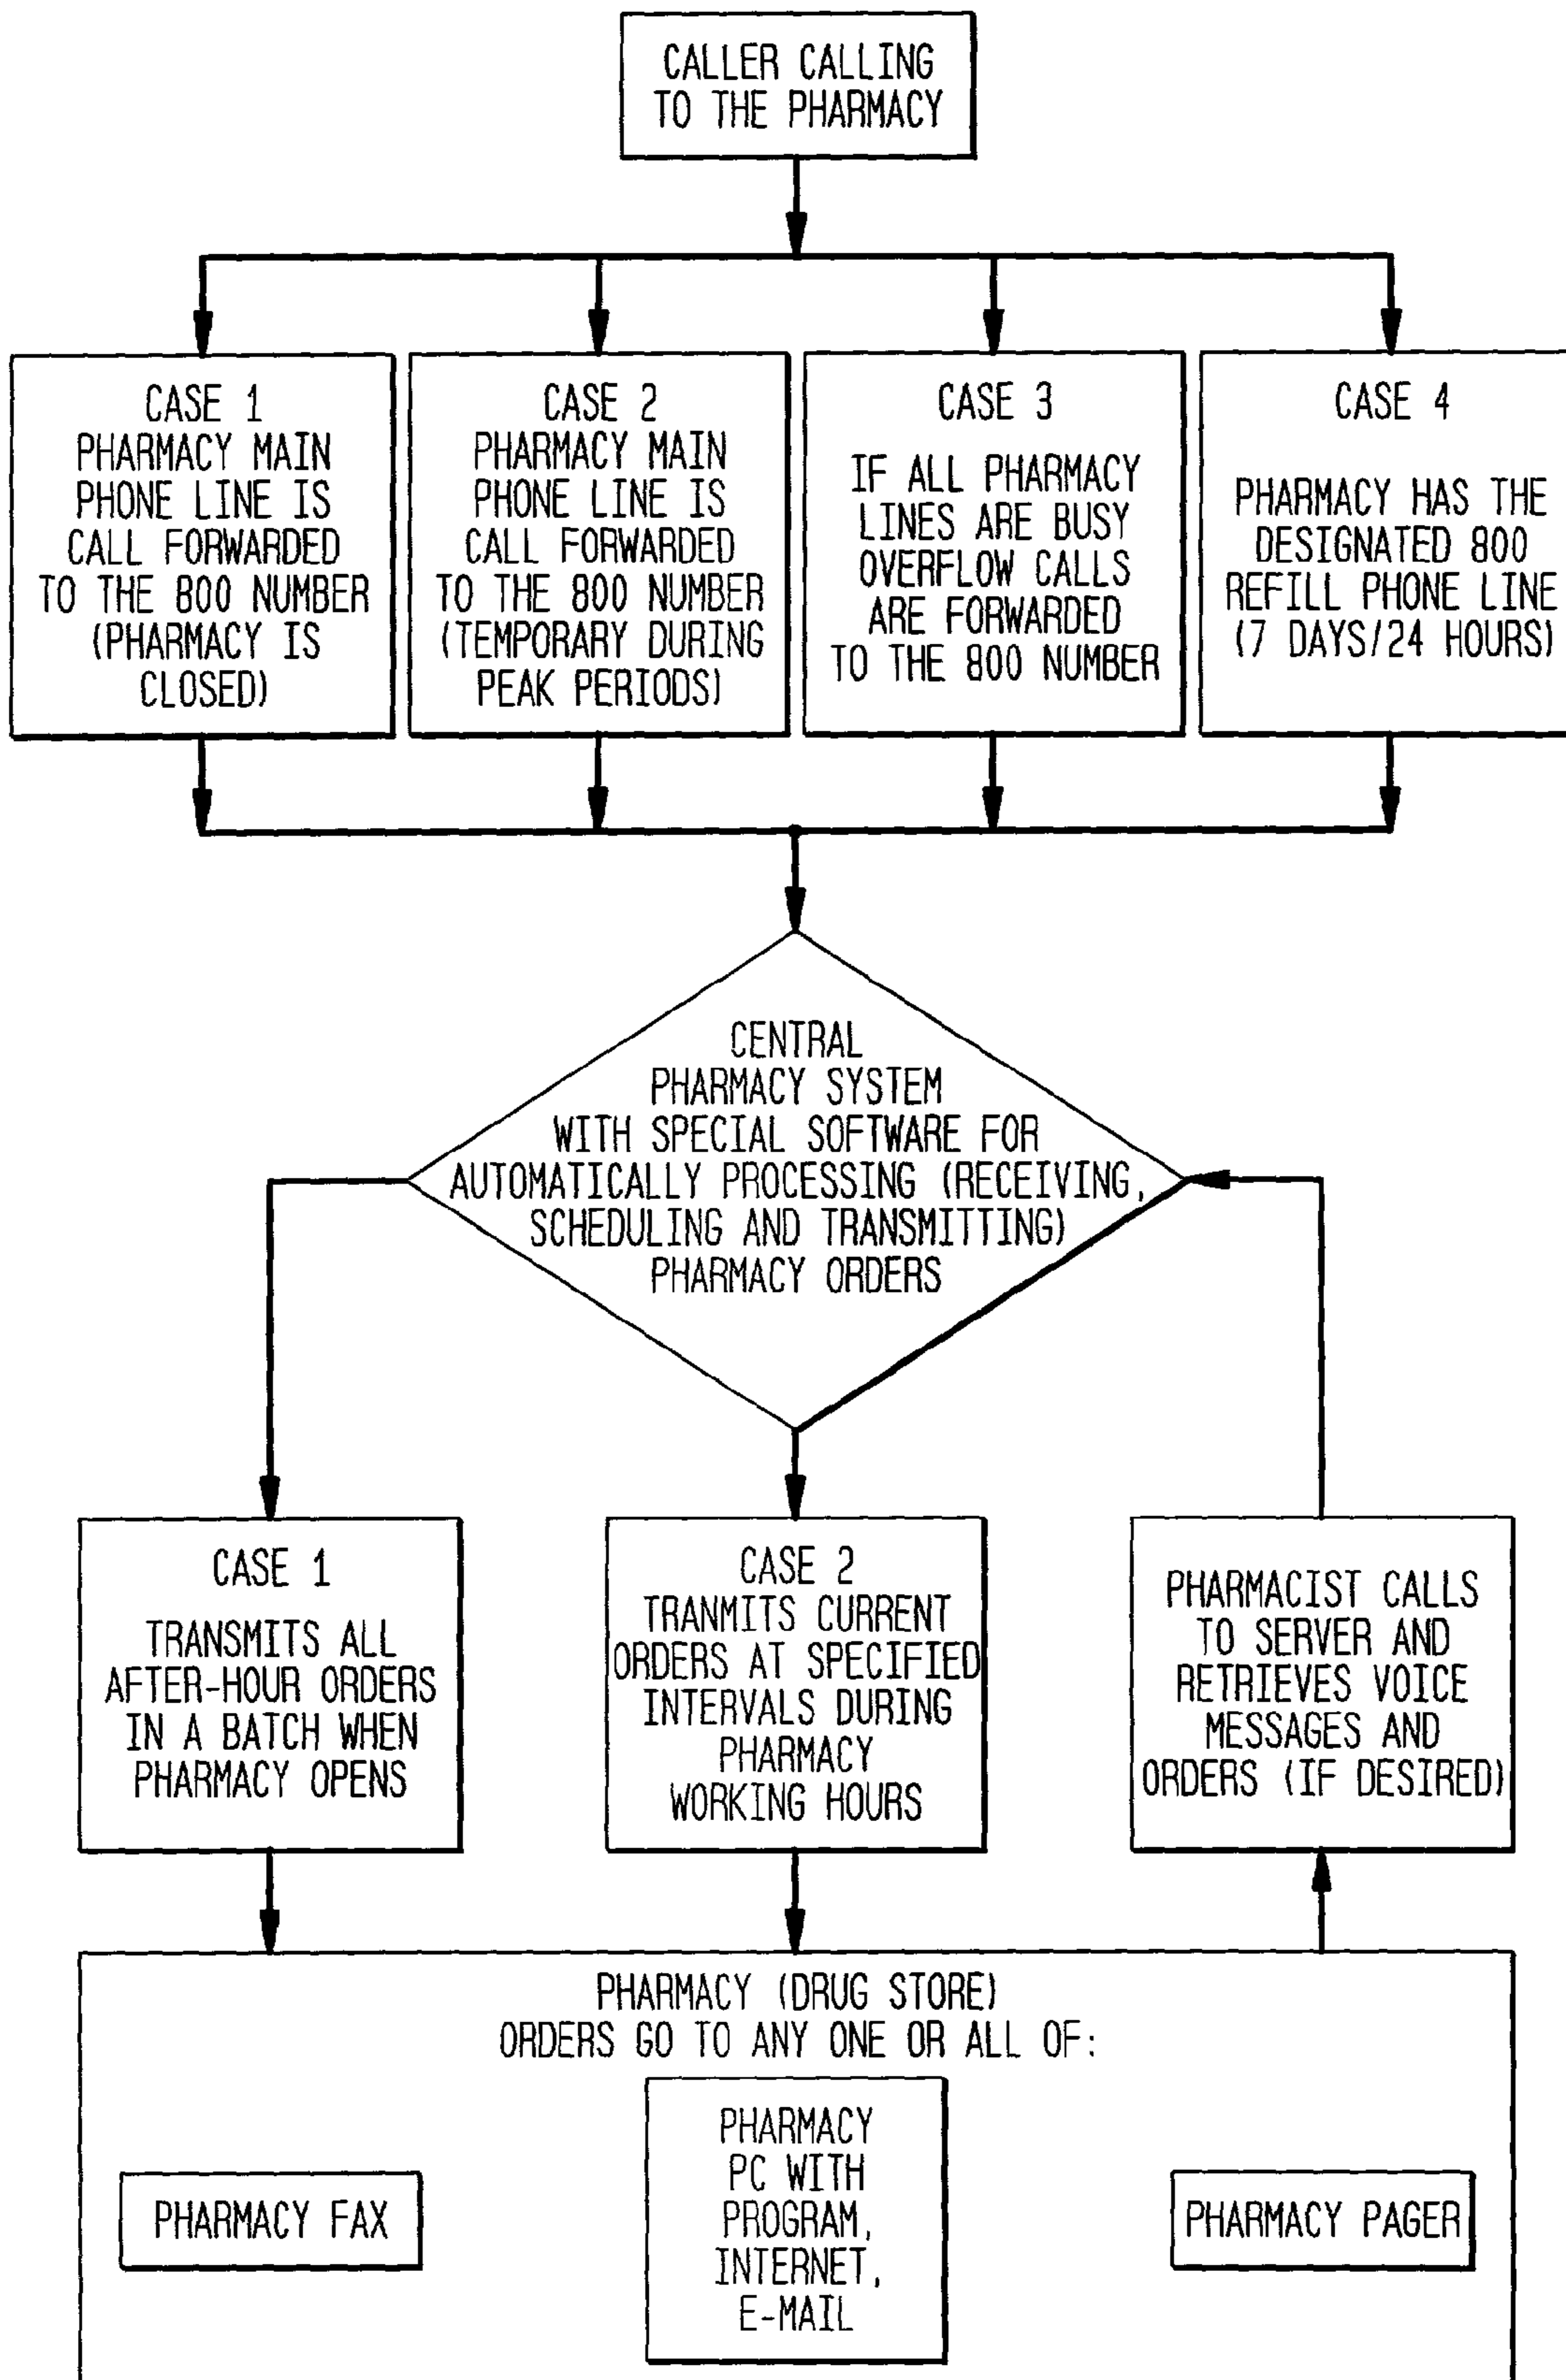 CALLER CALLING
TO THE PHARMACY
CASE 1
PHARMACY MAIN
PHONE LINE IS
CALL FORWARDED
TO THE 800 NUMBER
(PHARMACY IS
CLOSED)
CASE 2
PHARMACY MAIN
PHONE LINE IS
CALL FORWARDED
TO THE 800 NUMBER
(TEMPORARY DURING
PEAK PERIODS)
CASE 3
IF ALL PHARMACY
LINES ARE BUSY
OVERFLOW CALLS
ARE FORWARDED
TO THE 800 NUMBER
CASE 4
PHARMACY HAS THE
DESIGNATED 800
REFILL PHONE LINE
(7 DAYS/24 HOURS)
CENTRAL
PHARMACY SYSTEM
WITH SPECIAL SOFTWARE FOR
AUTOMATICALLY PROCESSING (RECEIVING,
SCHEDULING AND TRANSMITTING)
PHARMACY ORDERS
CASE 1
TRANSMITS ALL
AFTER-HOUR ORDERS
IN A BATCH WHEN
PHARMACY OPENS
CASE 2
TRANMITS CURRENT
ORDERS AT SPECIFIED
INTERVALS DURING
PHARMACY
WORKING HOURS
PHARMACIST CALLS
TO SERVER AND
RETRIEVES VOICE
MESSAGES AND
ORDERS (IF DESIRED)
PHARMACY (DRUG STORE)
ORDERS GO TO ANY ONE OR ALL OF:
PHARMACY FAX
PHARMACY
PC WITH
PROGRAM,
INTERNET,
E-MAIL
PHARMACY PAGER